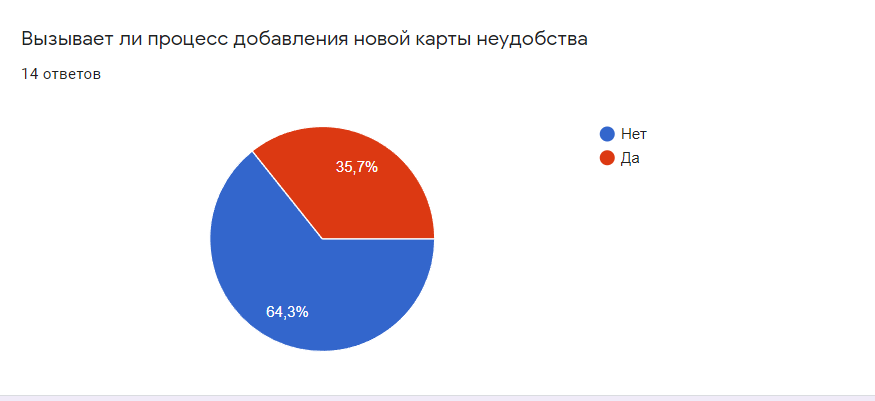 Вызывает ли процесс добавления новой карты неудобства
14 ответов
Нет
Да
35,7%
64,3%